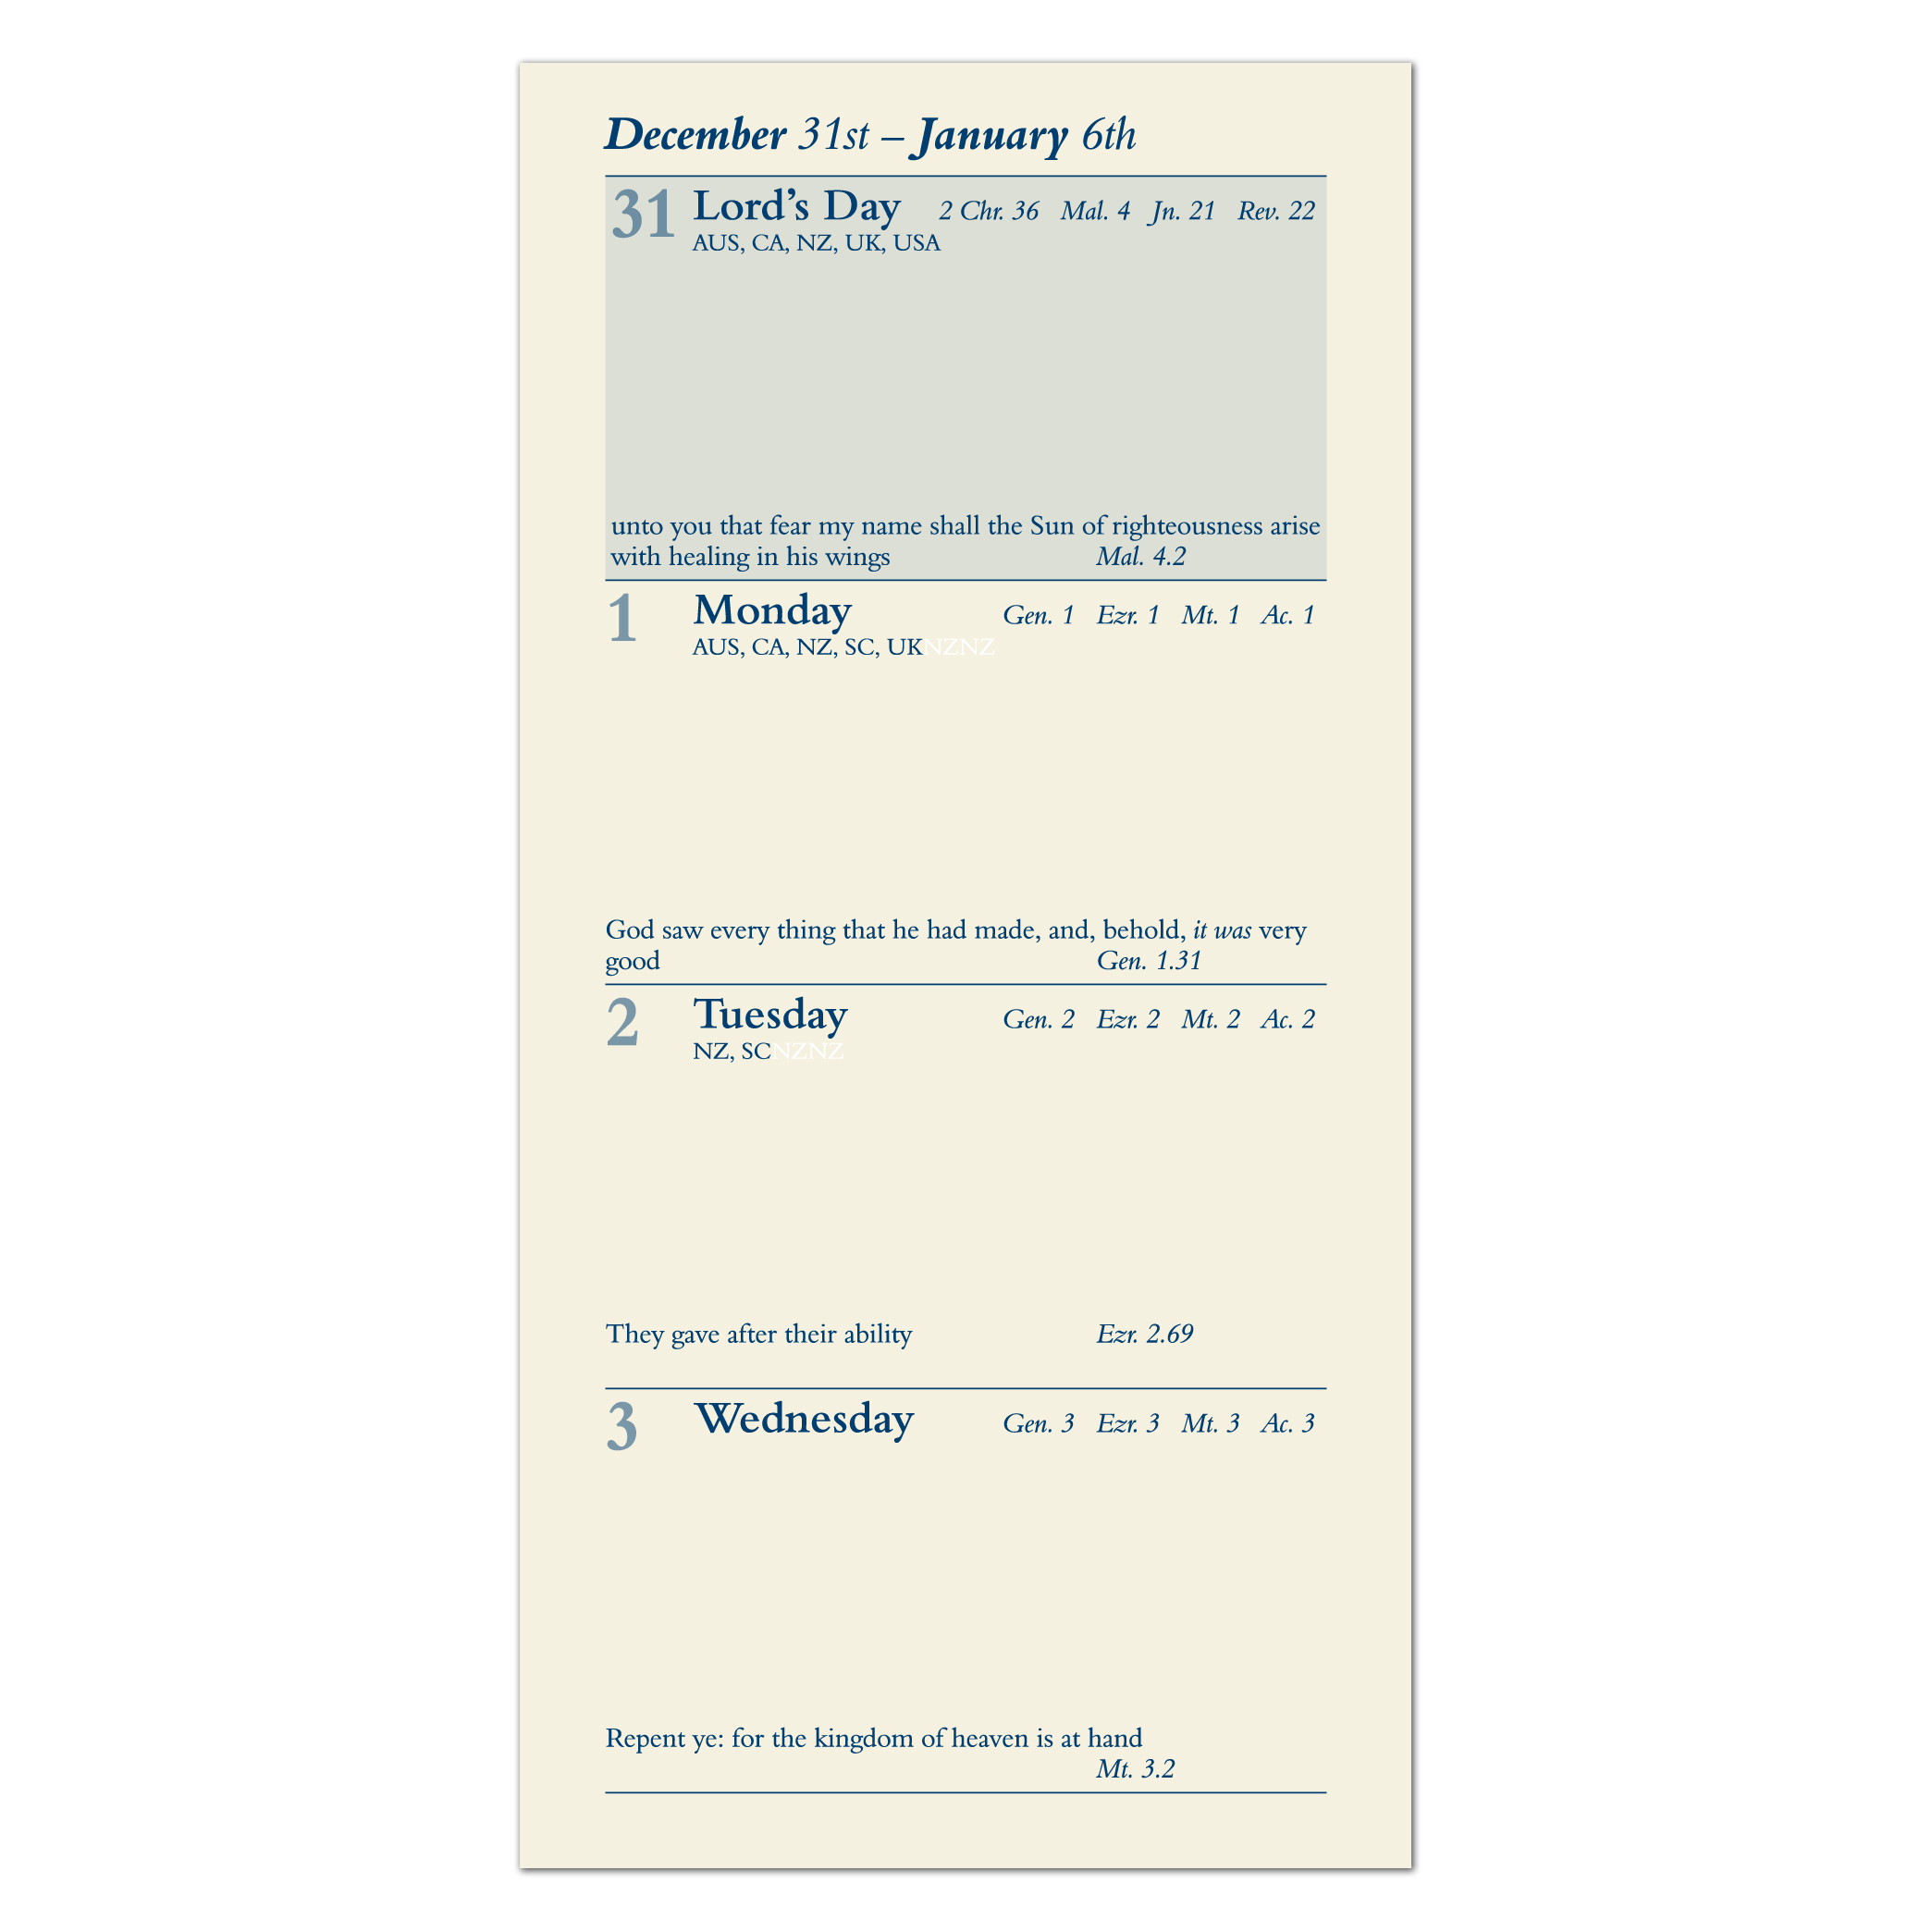 December 31st – January 6th
31 Lord’s Day 2 Chr. 36 Mal. 4 Jn. 21 Rev. 22
AUS, CA, NZ, UK, USA
unto you that fear my name shall the Sun of righteousness arise
with healing in his wings Mal. 4.2
1 Monday Gen. 1 Ezr. 1 Mt. 1 Ac. 1
AUS, CA, NZ, SC, UKNZNZ
God saw every thing that he had made, and, behold, it was very
good Gen. 1.31
2 Tuesday Gen. 2 Ezr. 2 Mt. 2 Ac. 2
NZ, SCNZNZ
They gave after their ability Ezr. 2.69
3 Wednesday Gen. 3 Ezr. 3 Mt. 3 Ac. 3
Repent ye: for the kingdom of heaven is at hand
Mt. 3.2